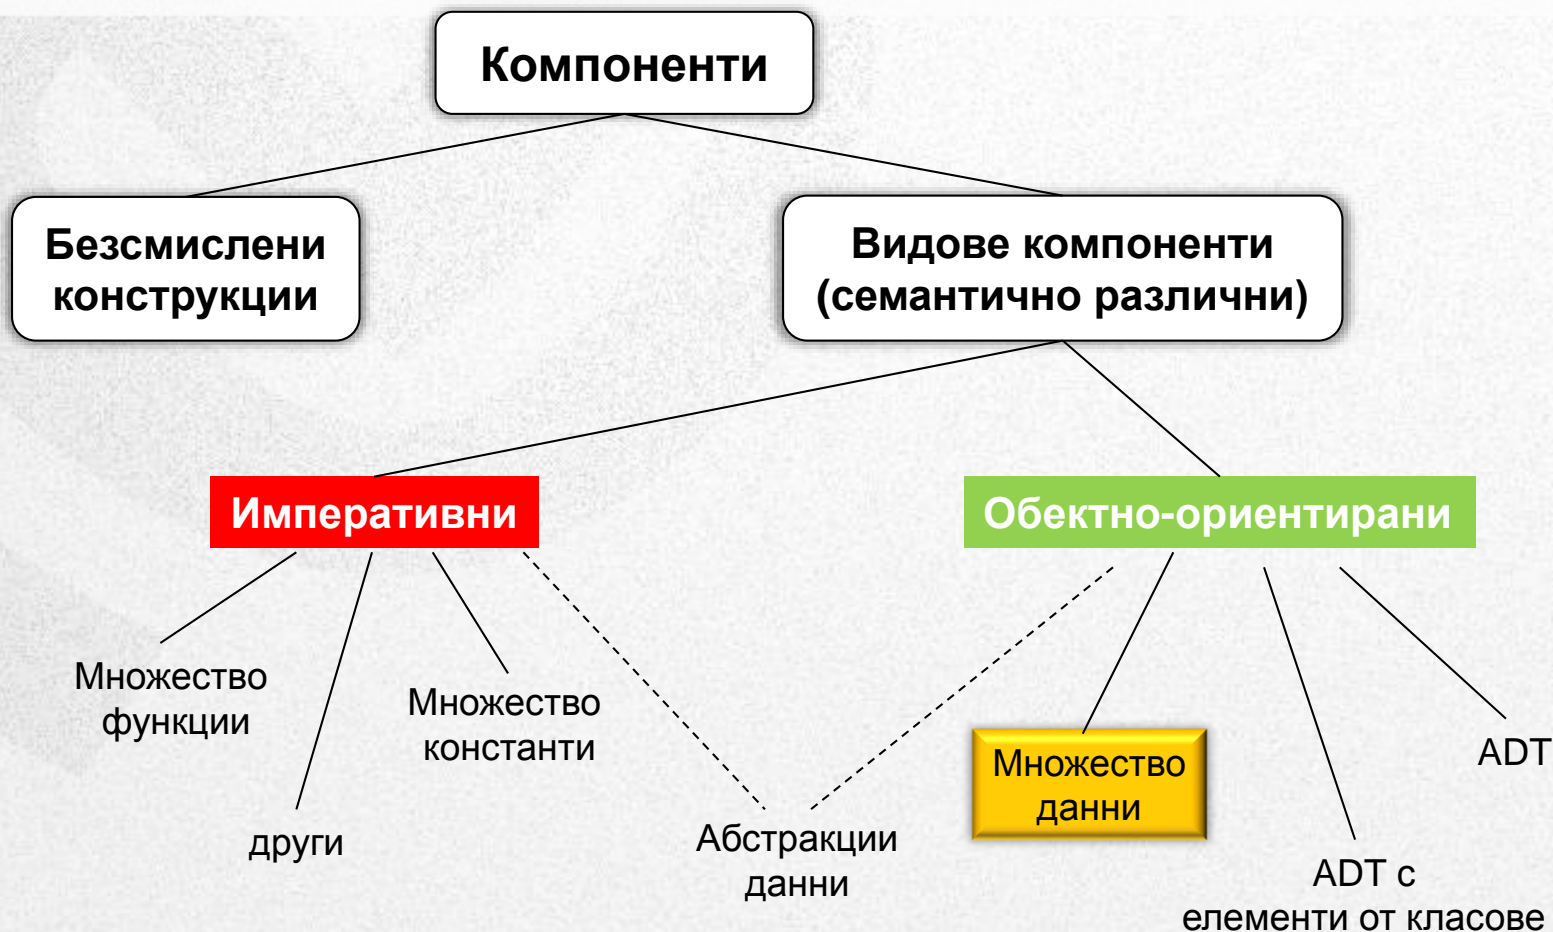 Компоненти
Безсмислени
конструкции
Видове компоненти
(семантично различни)
Императивни
Обектно-ориентирани
Множество
функции
Множество
константи
други
Абстракции
данни
Множество
данни
ADT
ADT с
елементи от класове